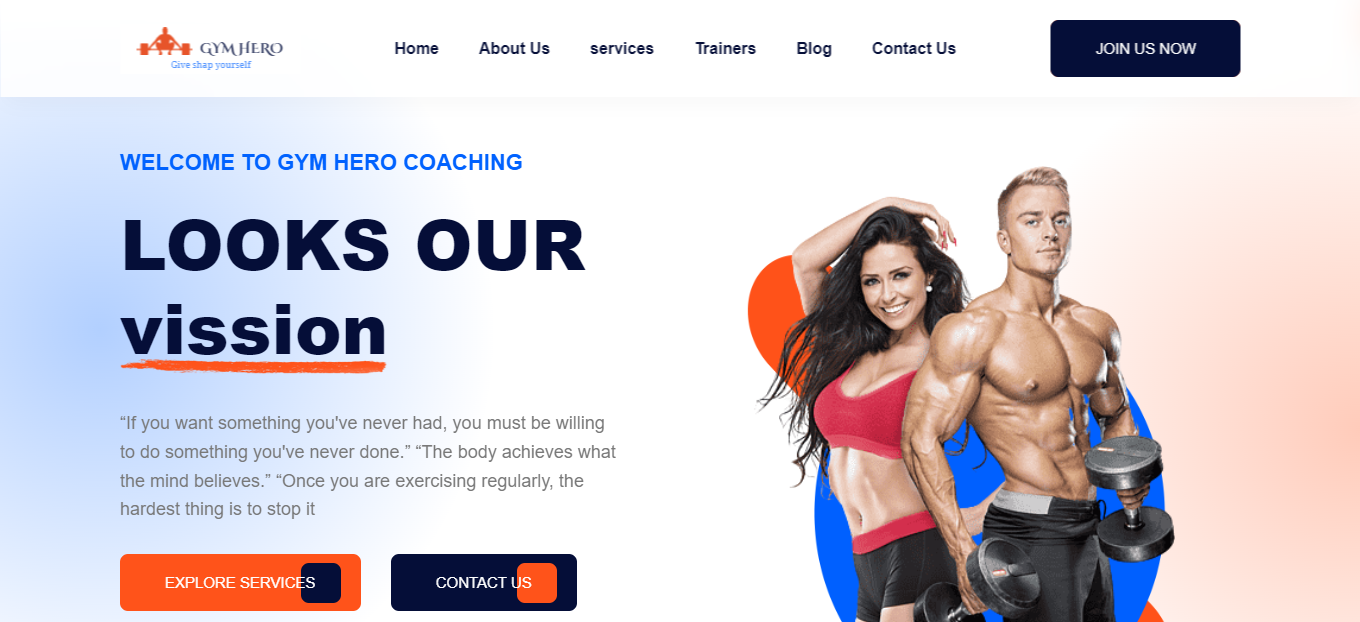 GYM HERO
Give shap yourself
Home
About Us
services
Trainers
Blog
Contact Us
JOIN US NOW
WELCOME TO GYM HERO COACHING
LOOKS OUR
vission
“If you want something you've never had, you must be willing
to do something you've never done.” “The body achieves what
the mind believes.” “Once you are exercising regularly, the
hardest thing is to stop it
EXPLORE SERVICES
CONTACT US